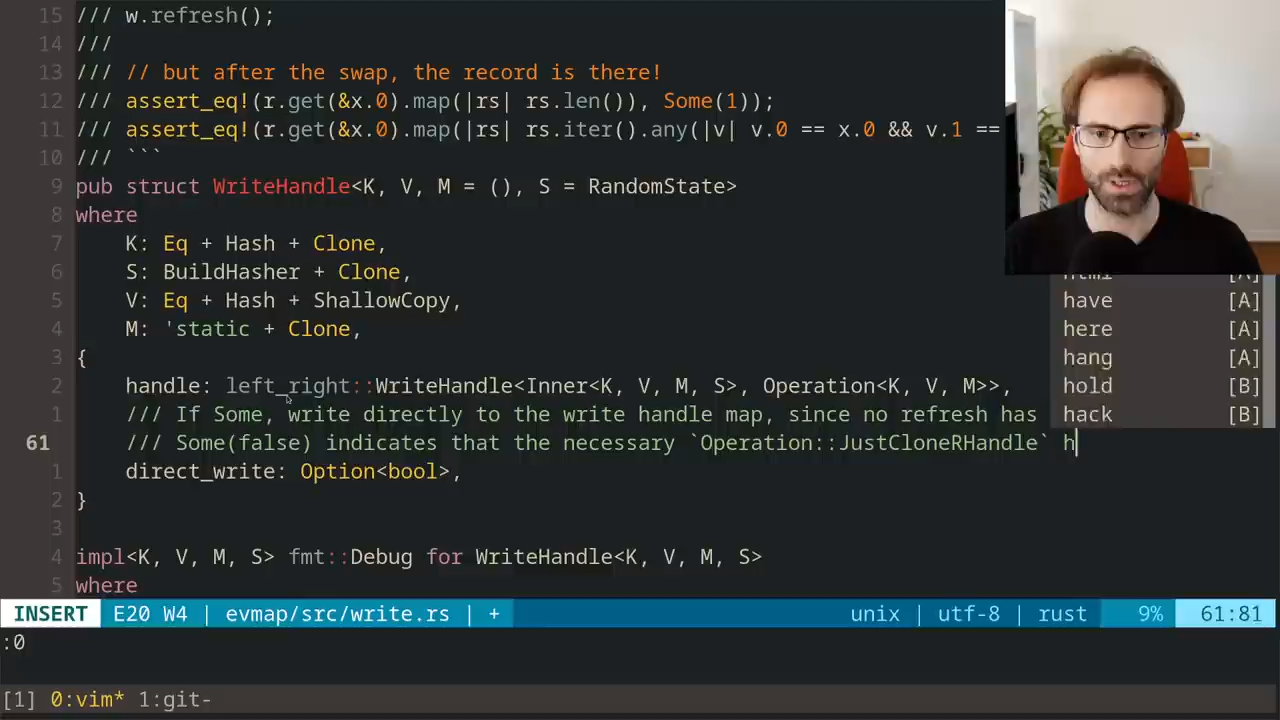 15 /// w.refresh();
14 ///
13 /// // but after the swap, the record is there!
12 /// assert_eq!(r.get(&x.0).map(|rs| rs.len()), Some(1));
11 /// assert_eq!(r.get(&x.0).map(|rs| rs.iter().any(|v| v.0 == x.0 && v.1 ==
10 /// ```
9 pub struct WriteHandle<K, V, M = (), S = RandomState>
8 where
7 K: Eq + Hash + Clone,
6 S: BuildHasher + Clone,
5 V: Eq + Hash + ShallowCopy,
4 M: 'static + Clone,
3 {
2 handle: left_right::WriteHandle<Inner<K, V, M, S>, Operation<K, V, M>>,
1 /// If Some, write directly to the write handle map, since no refresh has
61 /// Some(false) indicates that the necessary `Operation::JustCloneRHandle` h
1 direct_write: Option<bool>,
2 }
3
4 impl<K, V, M, S> fmt::Debug for WriteHandle<K, V, M, S>
5 where
html [A]
have [A]
here [A]
hang [A]
hold [B]
hack [B]
INSERT E20 W4 | evmap/src/write.rs | + unix | utf-8 | rust 9% 61:81
:0
[1] 0:vim* 1:git-